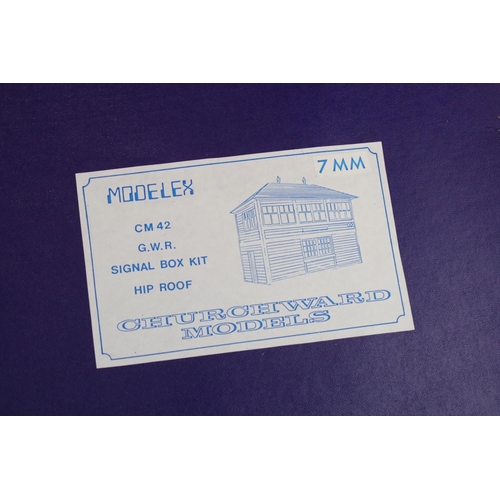 MODELEX
7 MM
CM 42
G.W.R.
SIGNAL BOX KIT
HIP ROOF
CHURCHWARD
MODELS